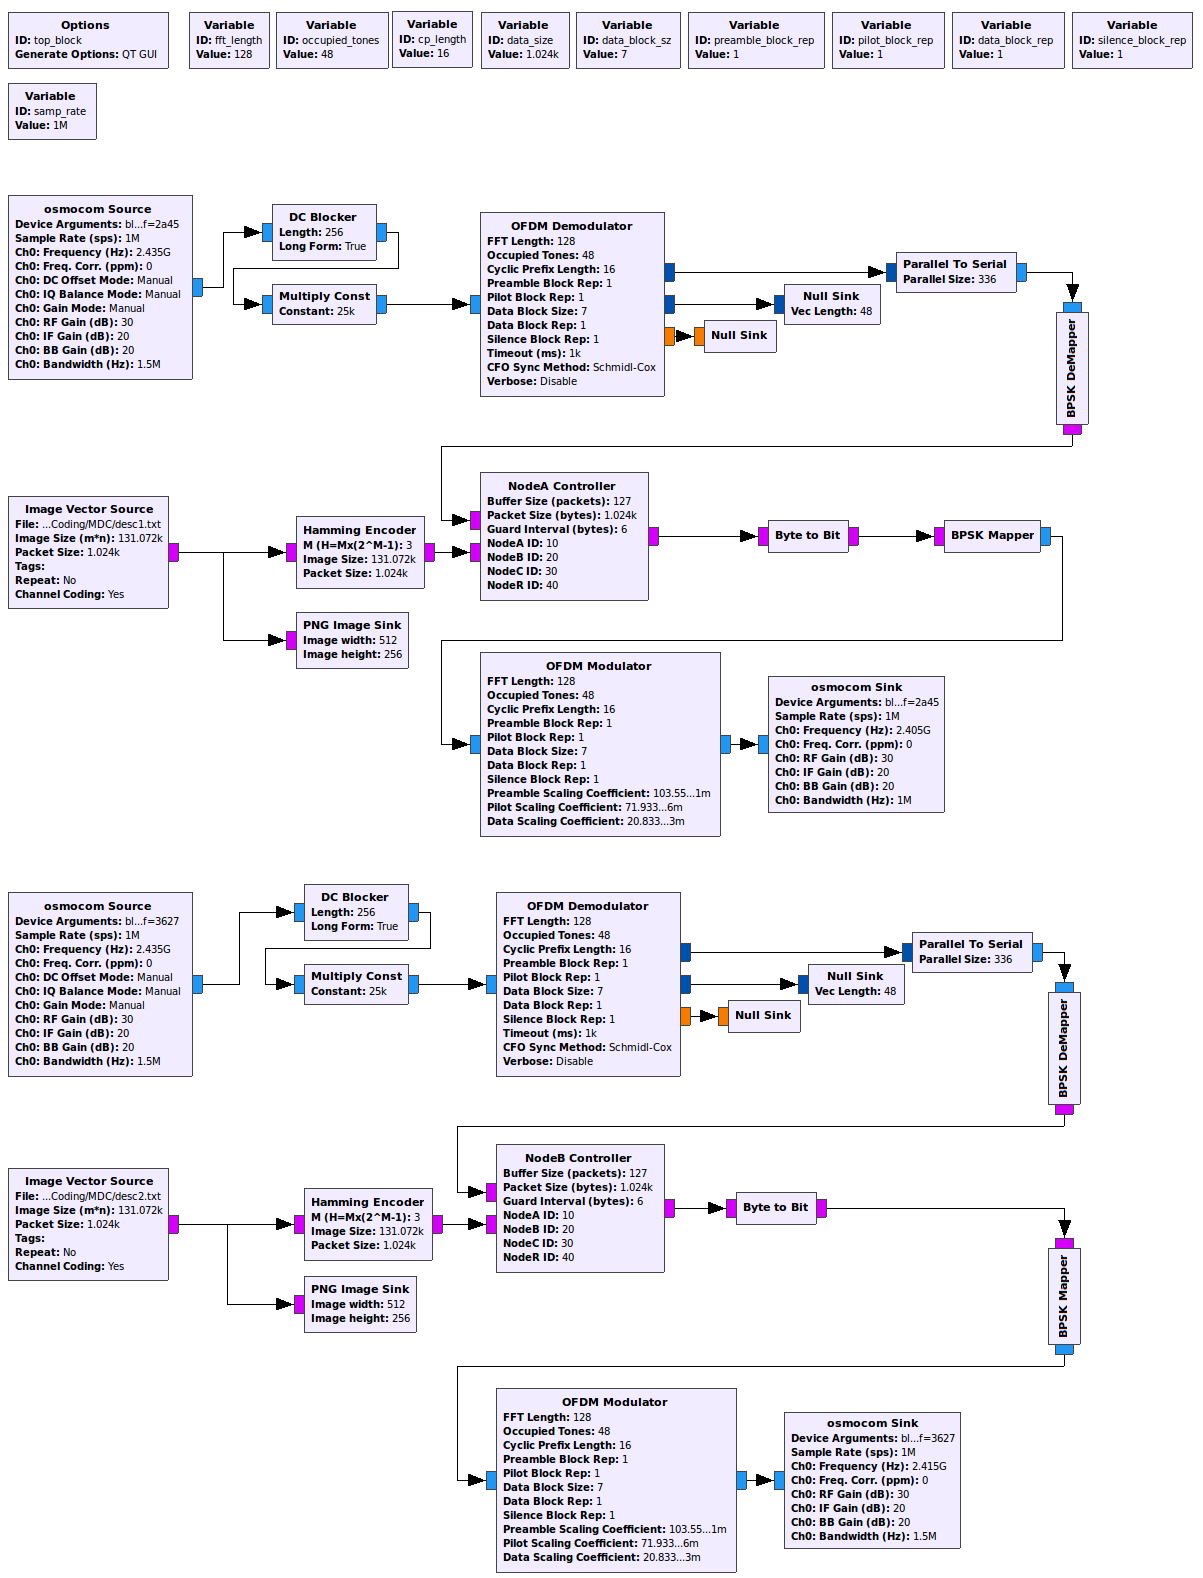 Options
ID: top_block
Generate Options: QT GUI
Variable
ID: fft_length
Value: 128
Variable
ID: occupied_tones
Value: 48
Variable
ID: cp_length
Value: 16
Variable
ID: data_size
Value: 1.024k
Variable
ID: data_block_sz
Value: 7
Variable
ID: preamble_block_rep
Value: 1
Variable
ID: pilot_block_rep
Value: 1
Variable
ID: data_block_rep
Value: 1
Variable
ID: silence_block_rep
Value: 1
Variable
ID: samp_rate
Value: 1M
osmocom Source
Device Arguments: bl...f=2a45
Sample Rate (sps): 1M
Ch0: Frequency (Hz): 2.435G
Ch0: Freq. Corr. (ppm): 0
Ch0: DC Offset Mode: Manual
Ch0: IQ Balance Mode: Manual
Ch0: Gain Mode: Manual
Ch0: RF Gain (dB): 30
Ch0: IF Gain (dB): 20
Ch0: BB Gain (dB): 20
Ch0: Bandwidth (Hz): 1.5M
DC Blocker
Length: 256
Long Form: True
Multiply Const
Constant: 25k
OFDM Demodulator
FFT Length: 128
Occupied Tones: 48
Cyclic Prefix Length: 16
Preamble Block Rep: 1
Pilot Block Rep: 1
Data Block Size: 7
Data Block Rep: 1
Silence Block Rep: 1
Timeout (ms): 1k
CFO Sync Method: Schmidl-Cox
Verbose: Disable
Parallel To Serial
Parallel Size: 336
Null Sink
Vec Length: 48
Null Sink
BPSK DeMapper
Image Vector Source
File: ...Coding/MDC/desc1.txt
Image Size (m*n): 131.072k
Packet Size: 1.024k
Tags:
Repeat: No
Channel Coding: Yes
Hamming Encoder
M (H=Mx(2^M-1): 3
Image Size: 131.072k
Packet Size: 1.024k
PNG Image Sink
Image width: 512
Image height: 256
NodeA Controller
Buffer Size (packets): 127
Packet Size (bytes): 1.024k
Guard Interval (bytes): 6
NodeA ID: 10
NodeB ID: 20
NodeC ID: 30
NodeR ID: 40
Byte to Bit
BPSK Mapper
OFDM Modulator
FFT Length: 128
Occupied Tones: 48
Cyclic Prefix Length: 16
Preamble Block Rep: 1
Pilot Block Rep: 1
Data Block Size: 7
Data Block Rep: 1
Silence Block Rep: 1
Preamble Scaling Coefficient: 103.55...1m
Pilot Scaling Coefficient: 71.933...6m
Data Scaling Coefficient: 20.833...3m
osmocom Sink
Device Arguments: bl...f=2a45
Sample Rate (sps): 1M
Ch0: Frequency (Hz): 2.405G
Ch0: Freq. Corr. (ppm): 0
Ch0: RF Gain (dB): 30
Ch0: IF Gain (dB): 20
Ch0: BB Gain (dB): 20
Ch0: Bandwidth (Hz): 1M
osmocom Source
Device Arguments: bl...f=3627
Sample Rate (sps): 1M
Ch0: Frequency (Hz): 2.435G
Ch0: Freq. Corr. (ppm): 0
Ch0: DC Offset Mode: Manual
Ch0: IQ Balance Mode: Manual
Ch0: Gain Mode: Manual
Ch0: RF Gain (dB): 30
Ch0: IF Gain (dB): 20
Ch0: BB Gain (dB): 20
Ch0: Bandwidth (Hz): 1.5M
DC Blocker
Length: 256
Long Form: True
Multiply Const
Constant: 25k
OFDM Demodulator
FFT Length: 128
Occupied Tones: 48
Cyclic Prefix Length: 16
Preamble Block Rep: 1
Pilot Block Rep: 1
Data Block Size: 7
Data Block Rep: 1
Silence Block Rep: 1
Timeout (ms): 1k
CFO Sync Method: Schmidl-Cox
Verbose: Disable
Parallel To Serial
Parallel Size: 336
Null Sink
Vec Length: 48
Null Sink
BPSK DeMapper
Image Vector Source
File: ...Coding/MDC/desc2.txt
Image Size (m*n): 131.072k
Packet Size: 1.024k
Tags:
Repeat: No
Channel Coding: Yes
Hamming Encoder
M (H=Mx(2^M-1): 3
Image Size: 131.072k
Packet Size: 1.024k
PNG Image Sink
Image width: 512
Image height: 256
NodeB Controller
Buffer Size (packets): 127
Packet Size (bytes): 1.024k
Guard Interval (bytes): 6
NodeA ID: 10
NodeB ID: 20
NodeC ID: 30
NodeR ID: 40
Byte to Bit
BPSK Mapper
OFDM Modulator
FFT Length: 128
Occupied Tones: 48
Cyclic Prefix Length: 16
Preamble Block Rep: 1
Pilot Block Rep: 1
Data Block Size: 7
Data Block Rep: 1
Silence Block Rep: 1
Preamble Scaling Coefficient: 103.55...1m
Pilot Scaling Coefficient: 71.933...6m
Data Scaling Coefficient: 20.833...3m
osmocom Sink
Device Arguments: bl...f=3627
Sample Rate (sps): 1M
Ch0: Frequency (Hz): 2.415G
Ch0: Freq. Corr. (ppm): 0
Ch0: RF Gain (dB): 30
Ch0: IF Gain (dB): 20
Ch0: BB Gain (dB): 20
Ch0: Bandwidth (Hz): 1.5M